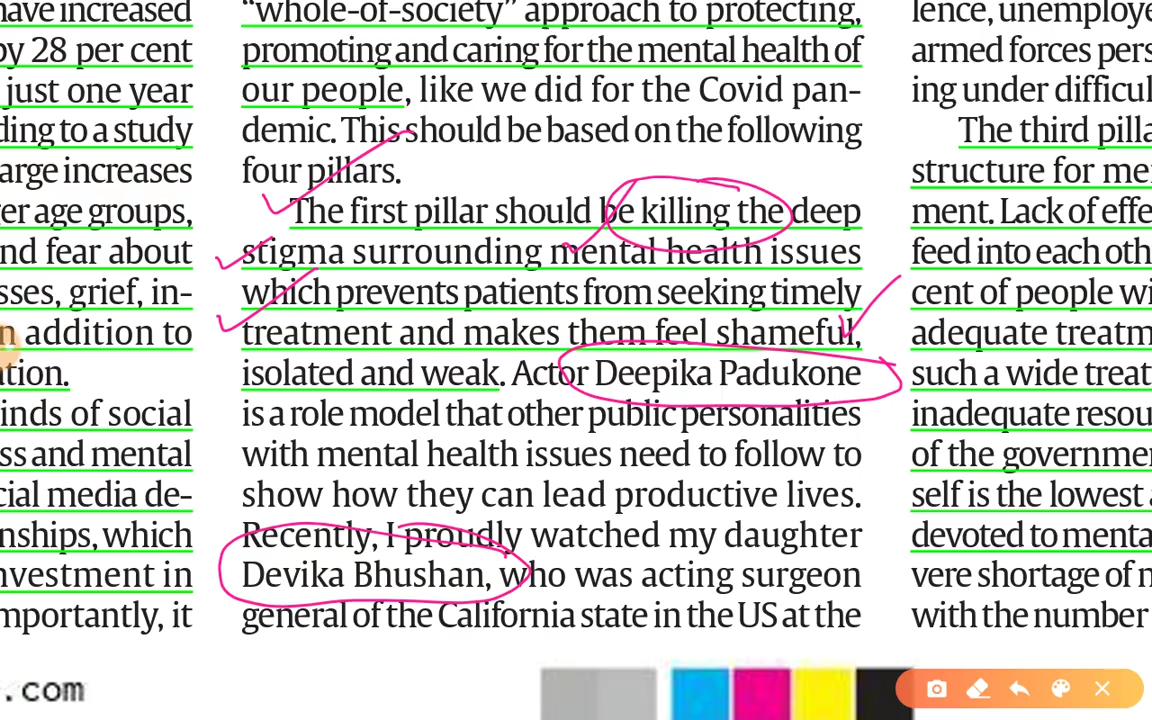 have increased
by 28 per cent
just one year
ding to a study
arge increases
er age groups,
nd fear about
sses, grief, in-
n addition to
tion.
inds of social
ss and mental
cial media de-
nships, which
nvestment in
mportantly, it
“whole-of-society” approach to protecting,
promoting and caring for the mental health of
our people, like we did for the Covid pan-
demic. This should be based on the following
four pillars.
The first pillar should be killing the deep
stigma surrounding mental health issues
which prevents patients from seeking timely
treatment and makes them feel shameful,
isolated and weak. Actor Deepika Padukone
is a role model that other public personalities
with mental health issues need to follow to
show how they can lead productive lives.
Recently, I proudly watched my daughter
Devika Bhushan, who was acting surgeon
general of the California state in the US at the
lence, unemploye
armed forces pers
ing under difficul
The third pilla
structure for me
ment. Lack of effe
feed into each oth
cent of people wi
adequate treatm
such a wide treat
inadequate resou
of the governmen
self is the lowest a
devoted to menta
vere shortage of m
with the number
.com